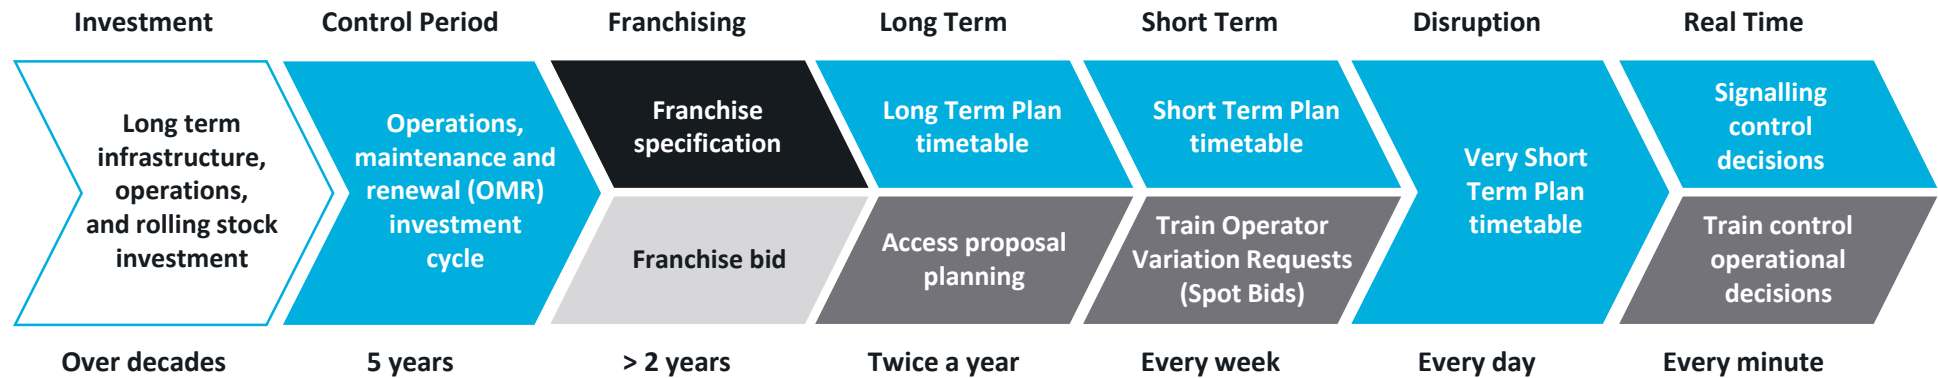 Investment
Control Period
Franchising
Long Term
Short Term
Disruption
Real Time
Long term
infrastructure,
operations,
and rolling stock
investment
Operations,
maintenance and
renewal (OMR)
investment
cycle
Franchise
specification
Franchise bid
Long Term Plan
timetable
Access proposal
planning
Short Term Plan
timetable
Train Operator
Variation Requests
(Spot Bids)
Very Short
Term Plan
timetable
Signalling
control
decisions
Train control
operational
decisions
Over decades
5 years
> 2 years
Twice a year
Every week
Every day
Every minute